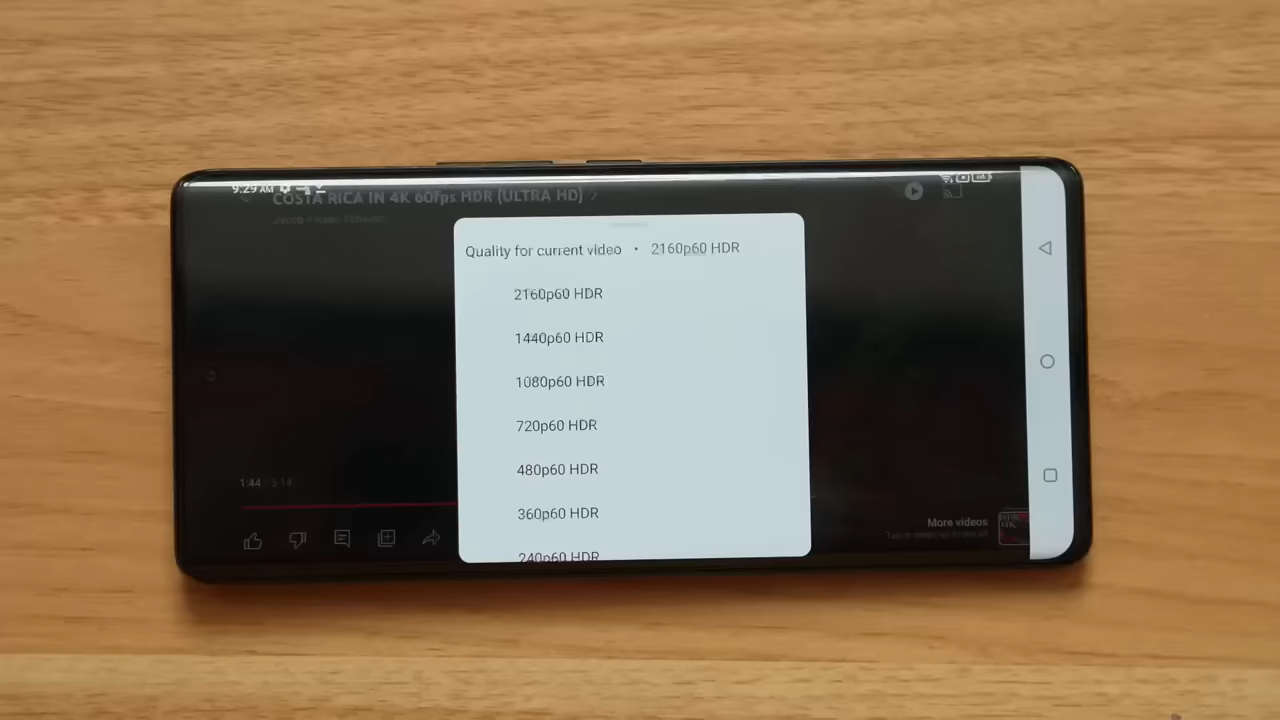 9:29 AM
COSTA RICA IN 4K 60fps HDR (ULTRA HD)
Quality for current video • 2160p60 HDR
2160p60 HDR
1440p60 HDR
1080p60 HDR
720p60 HDR
480p60 HDR
360p60 HDR
240p60 HDR
1:44
More videos